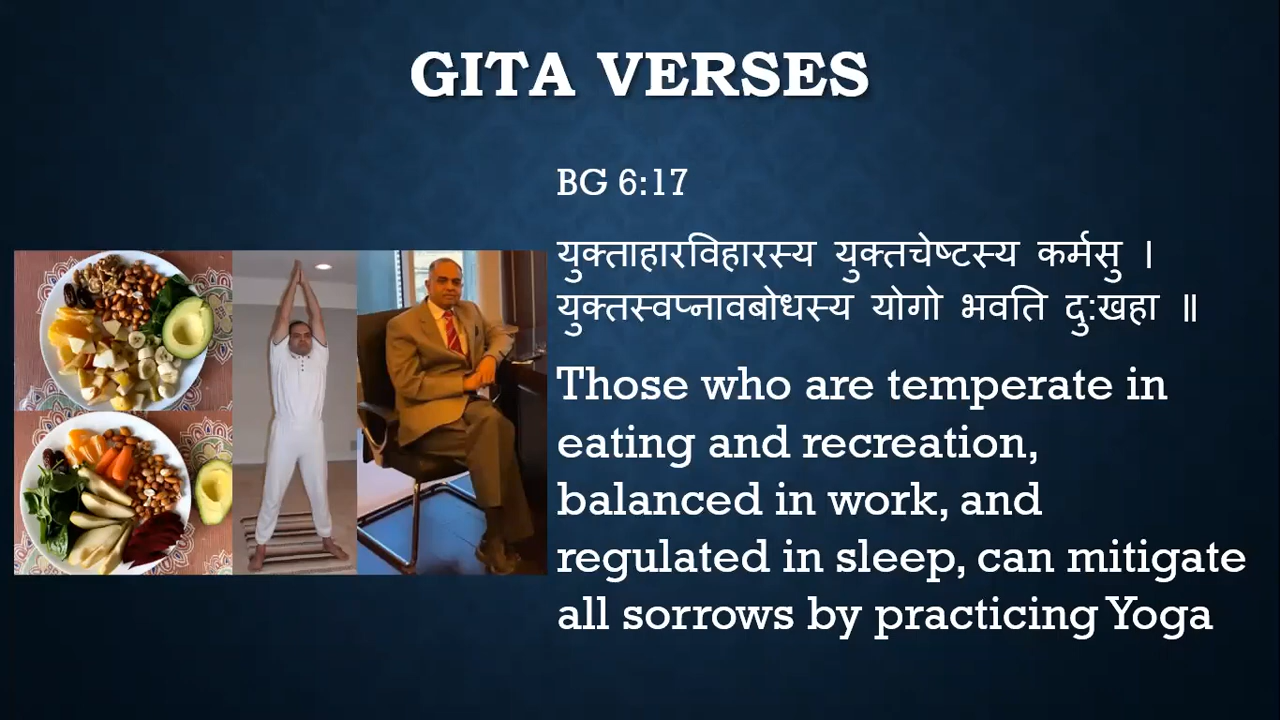 GITA VERSES
BG 6:17
युक्ताहारविहारस्य युक्तचेष्टस्य कर्मसु ।
युक्तस्वप्नावबोधस्य योगो भवति दु:खहा ॥
Those who are temperate in
eating and recreation,
balanced in work, and
regulated in sleep, can mitigate
all sorrows by practicing Yoga